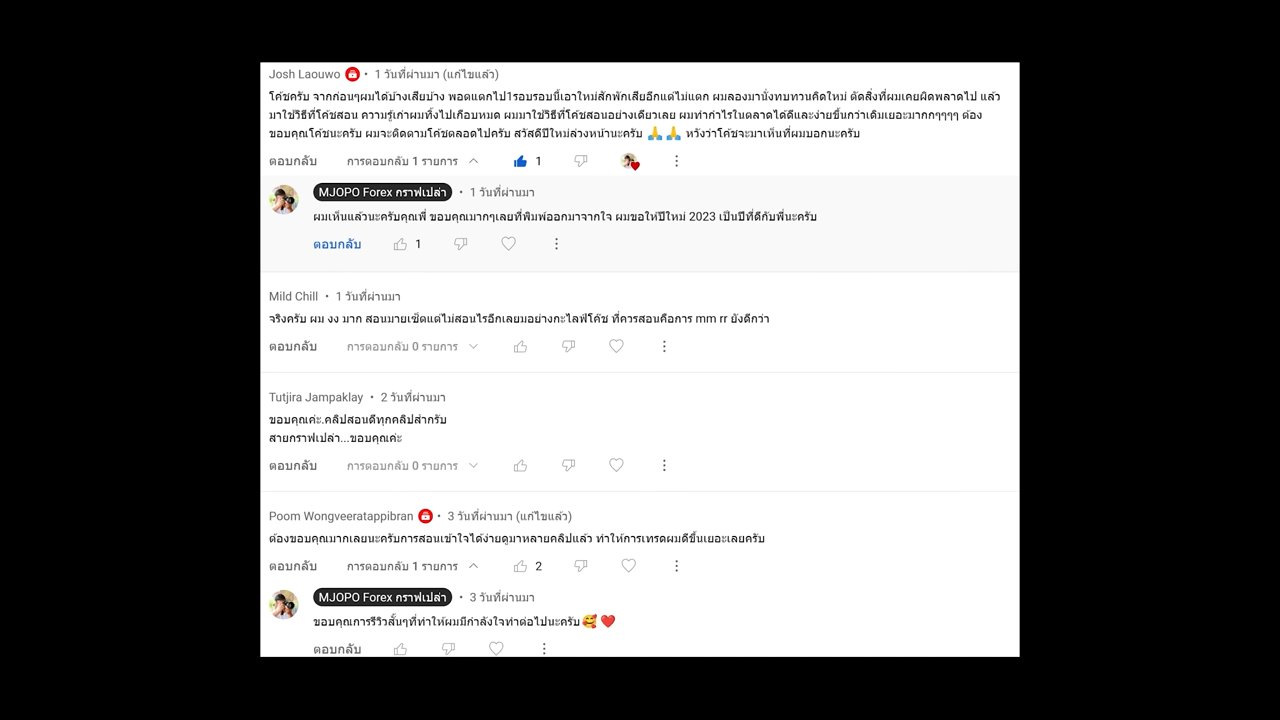 Josh Laouwo • 1 วันที่ผ่านมา (แก้ไขแล้ว)
โค้ชครับ จากก่อนๆผมได้บ้างเสียบ้าง พอตแตกไป1รอบรอบนี้เอาใหม่สักพักเสียอีกแต่ไม่แตก ผมลองมานั่งทบทวนคิดใหม่ ตัดสิ่งที่ผมเคยผิดพลาดไป แล้ว
มาใช้วิธีที่โค้ชสอน ความรู้เก่าผมทิ้งไปเกือบหมด ผมมาใช้วิธีที่โค้ชสอนอย่างเดียวเลย ผมทำกำไรในตลาดได้ดีและง่ายขึ้นกว่าเดิมเยอะมากกๆๆๆๆ ต้อง
ขอบคุณโค้ชนะครับ ผมจะติดตามโค้ชตลอดไปครับ สวัสดีปีใหม่ล่วงหน้านะครับ 🙏 🙏 หวังว่าโค้ชจะมาเห็นที่ผมบอกนะครับ
ตอบกลับ การตอบกลับ 1 รายการ 1
MJOPO Forex กราฟเปล่า • 1 วันที่ผ่านมา
ผมเห็นแล้วนะครับคุณพี่ ขอบคุณมากๆเลยที่พิมพ์ออกมาจากใจ ผมขอให้ปีใหม่ 2023 เป็นปีที่ดีกับพี่นะครับ
ตอบกลับ 1
Mild Chill • 1 วันที่ผ่านมา
จริงครับ ผม งง มาก สอนมายเซ็ตแต่ไม่สอนไรอีกเลยมอย่างกะไลฟ์โค้ช ที่ควรสอนคือการ mm rr ยังดีกว่า
ตอบกลับ การตอบกลับ 0 รายการ
Tutjira Jampaklay • 2 วันที่ผ่านมา
ขอบคุณค่ะ.คลิปสอนดีทุกคลิปสำกรับ
สายกราฟเปล่า...ขอบคุณค่ะ
ตอบกลับ การตอบกลับ 0 รายการ
Poom Wongveeratappibran • 3 วันที่ผ่านมา (แก้ไขแล้ว)
ต้องขอบคุณมากเลยนะครับการสอนเข้าใจได้ง่ายดูมาหลายคลิปแล้ว ทำให้การเทรดผมดีขึ้นเยอะเลยครับ
ตอบกลับ การตอบกลับ 1 รายการ 2
MJOPO Forex กราฟเปล่า • 3 วันที่ผ่านมา
ขอบคุณการรีวิวสั้นๆที่ทำให้ผมมีกำลังใจทำต่อไปนะครับ🥰 ❤️
ตอบกลับ